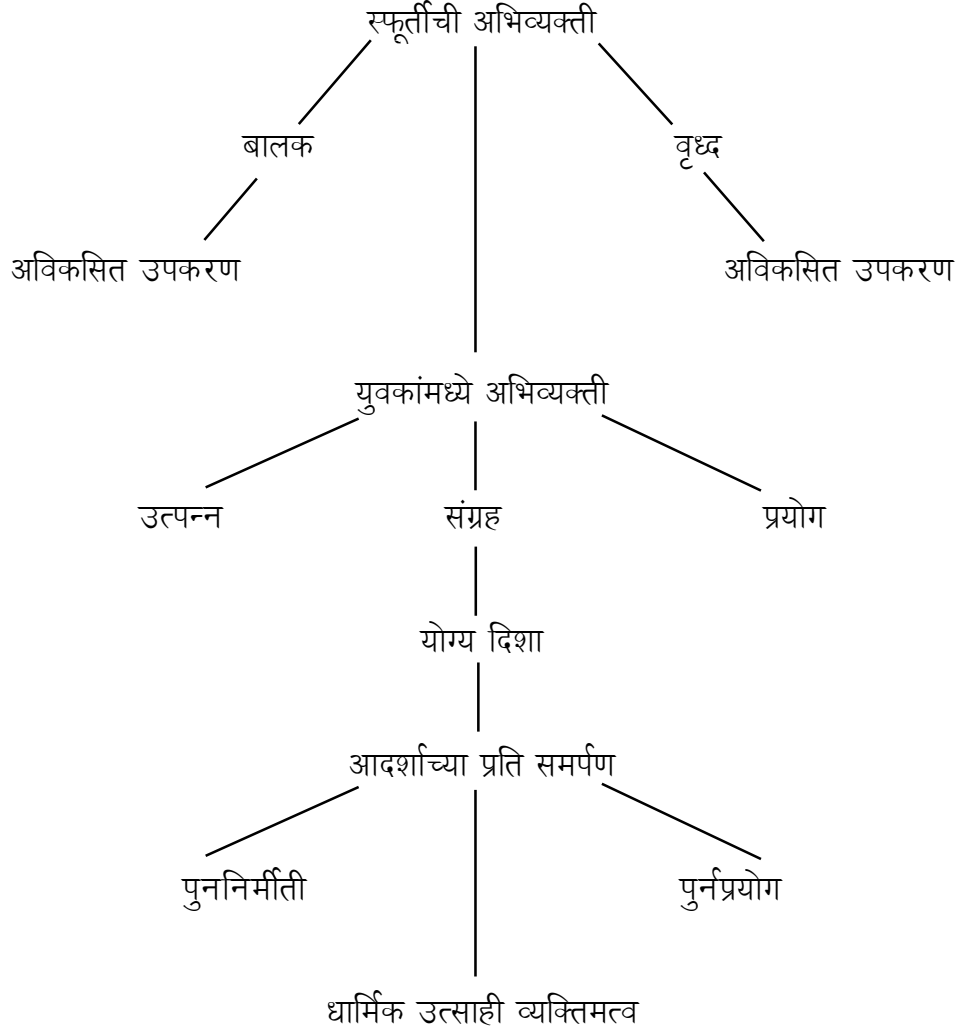 स्फूर्तीची अभिव्यक्ती
बालक
वृध्द
अविकसित उपकरण
अविकसित उपकरण
युवकांमध्ये अभिव्यक्ती
उत्पन्न
संग्रह
प्रयोग
योग्य दिशा
आदर्शाच्या प्रति समर्पण
पुननिर्मीती
पुर्नप्रयोग
धार्मिक उत्साही व्यक्तिमत्व